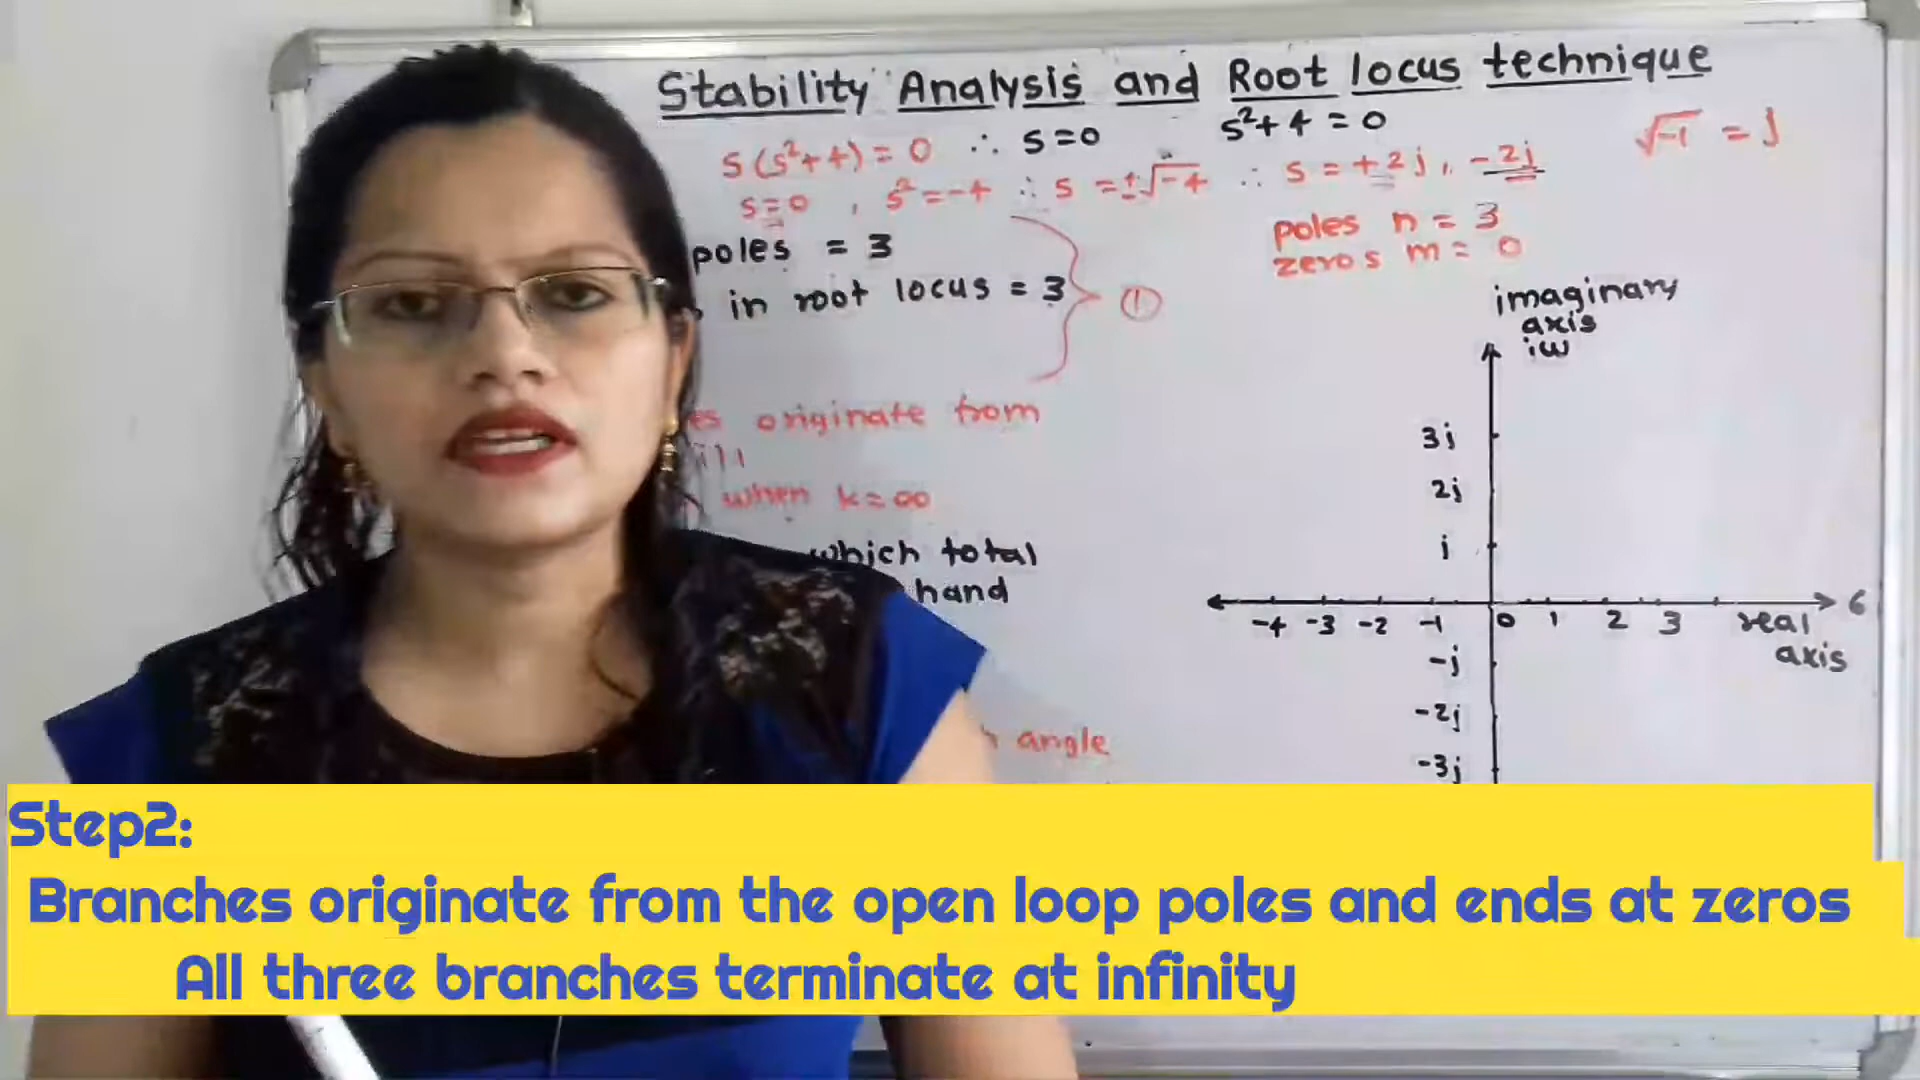 Stability Analysis and Root locus technique
s(s²+4) = 0 ∴ s=0 s²+4 = 0 √-1 = j
s=0 , s²=-4 ∴ s = ±√-4 ∴ s = +2j, -2j
poles n = 3
zeros m = 0
poles = 3
in root locus = 3
①
originate from
when k=∞
which total
hand
angle
imaginary
axis
jω
3j
2j
j
-4 -3 -2 -1 0 1 2 3 real
axis
-j
-2j
-3j
Step2:
Branches originate from the open loop poles and ends at zeros
All three branches terminate at infinity